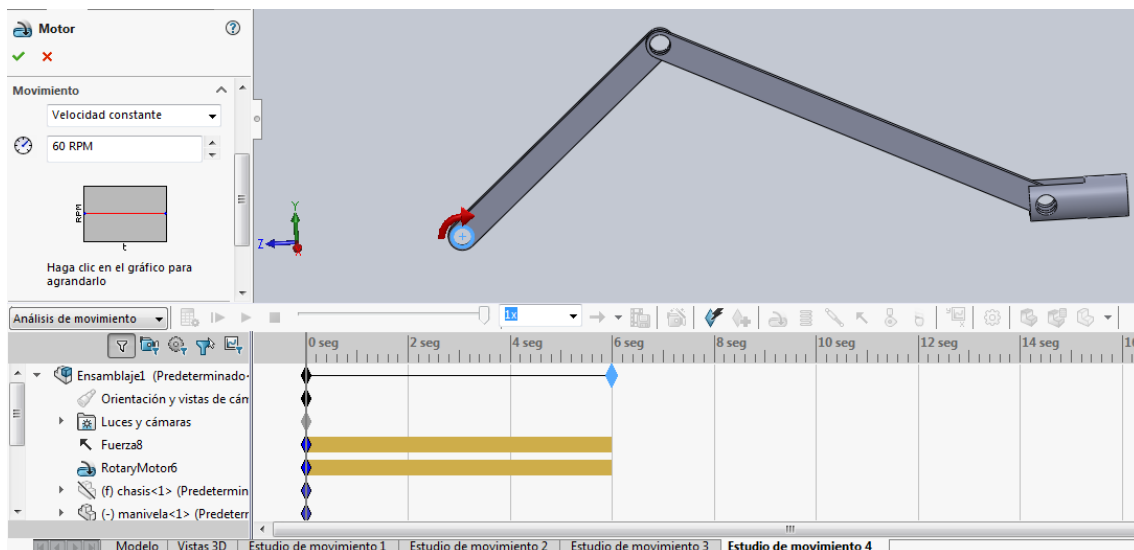 Motor
Movimiento
Velocidad constante
60 RPM
RPM
t
Haga clic en el gráfico para
agrandarlo
Y
Z
Análisis de movimiento
1x
0 seg 2 seg 4 seg 6 seg 8 seg 10 seg 12 seg 14 seg
Ensamblaje1 (Predeterminado-
Orientación y vistas de cám
Luces y cámaras
Fuerza8
RotaryMotor6
(f) chasis<1> (Predetermin
(-) manivela<1> (Predeterr
Modelo Vistas 3D Estudio de movimiento 1 Estudio de movimiento 2 Estudio de movimiento 3 Estudio de movimiento 4